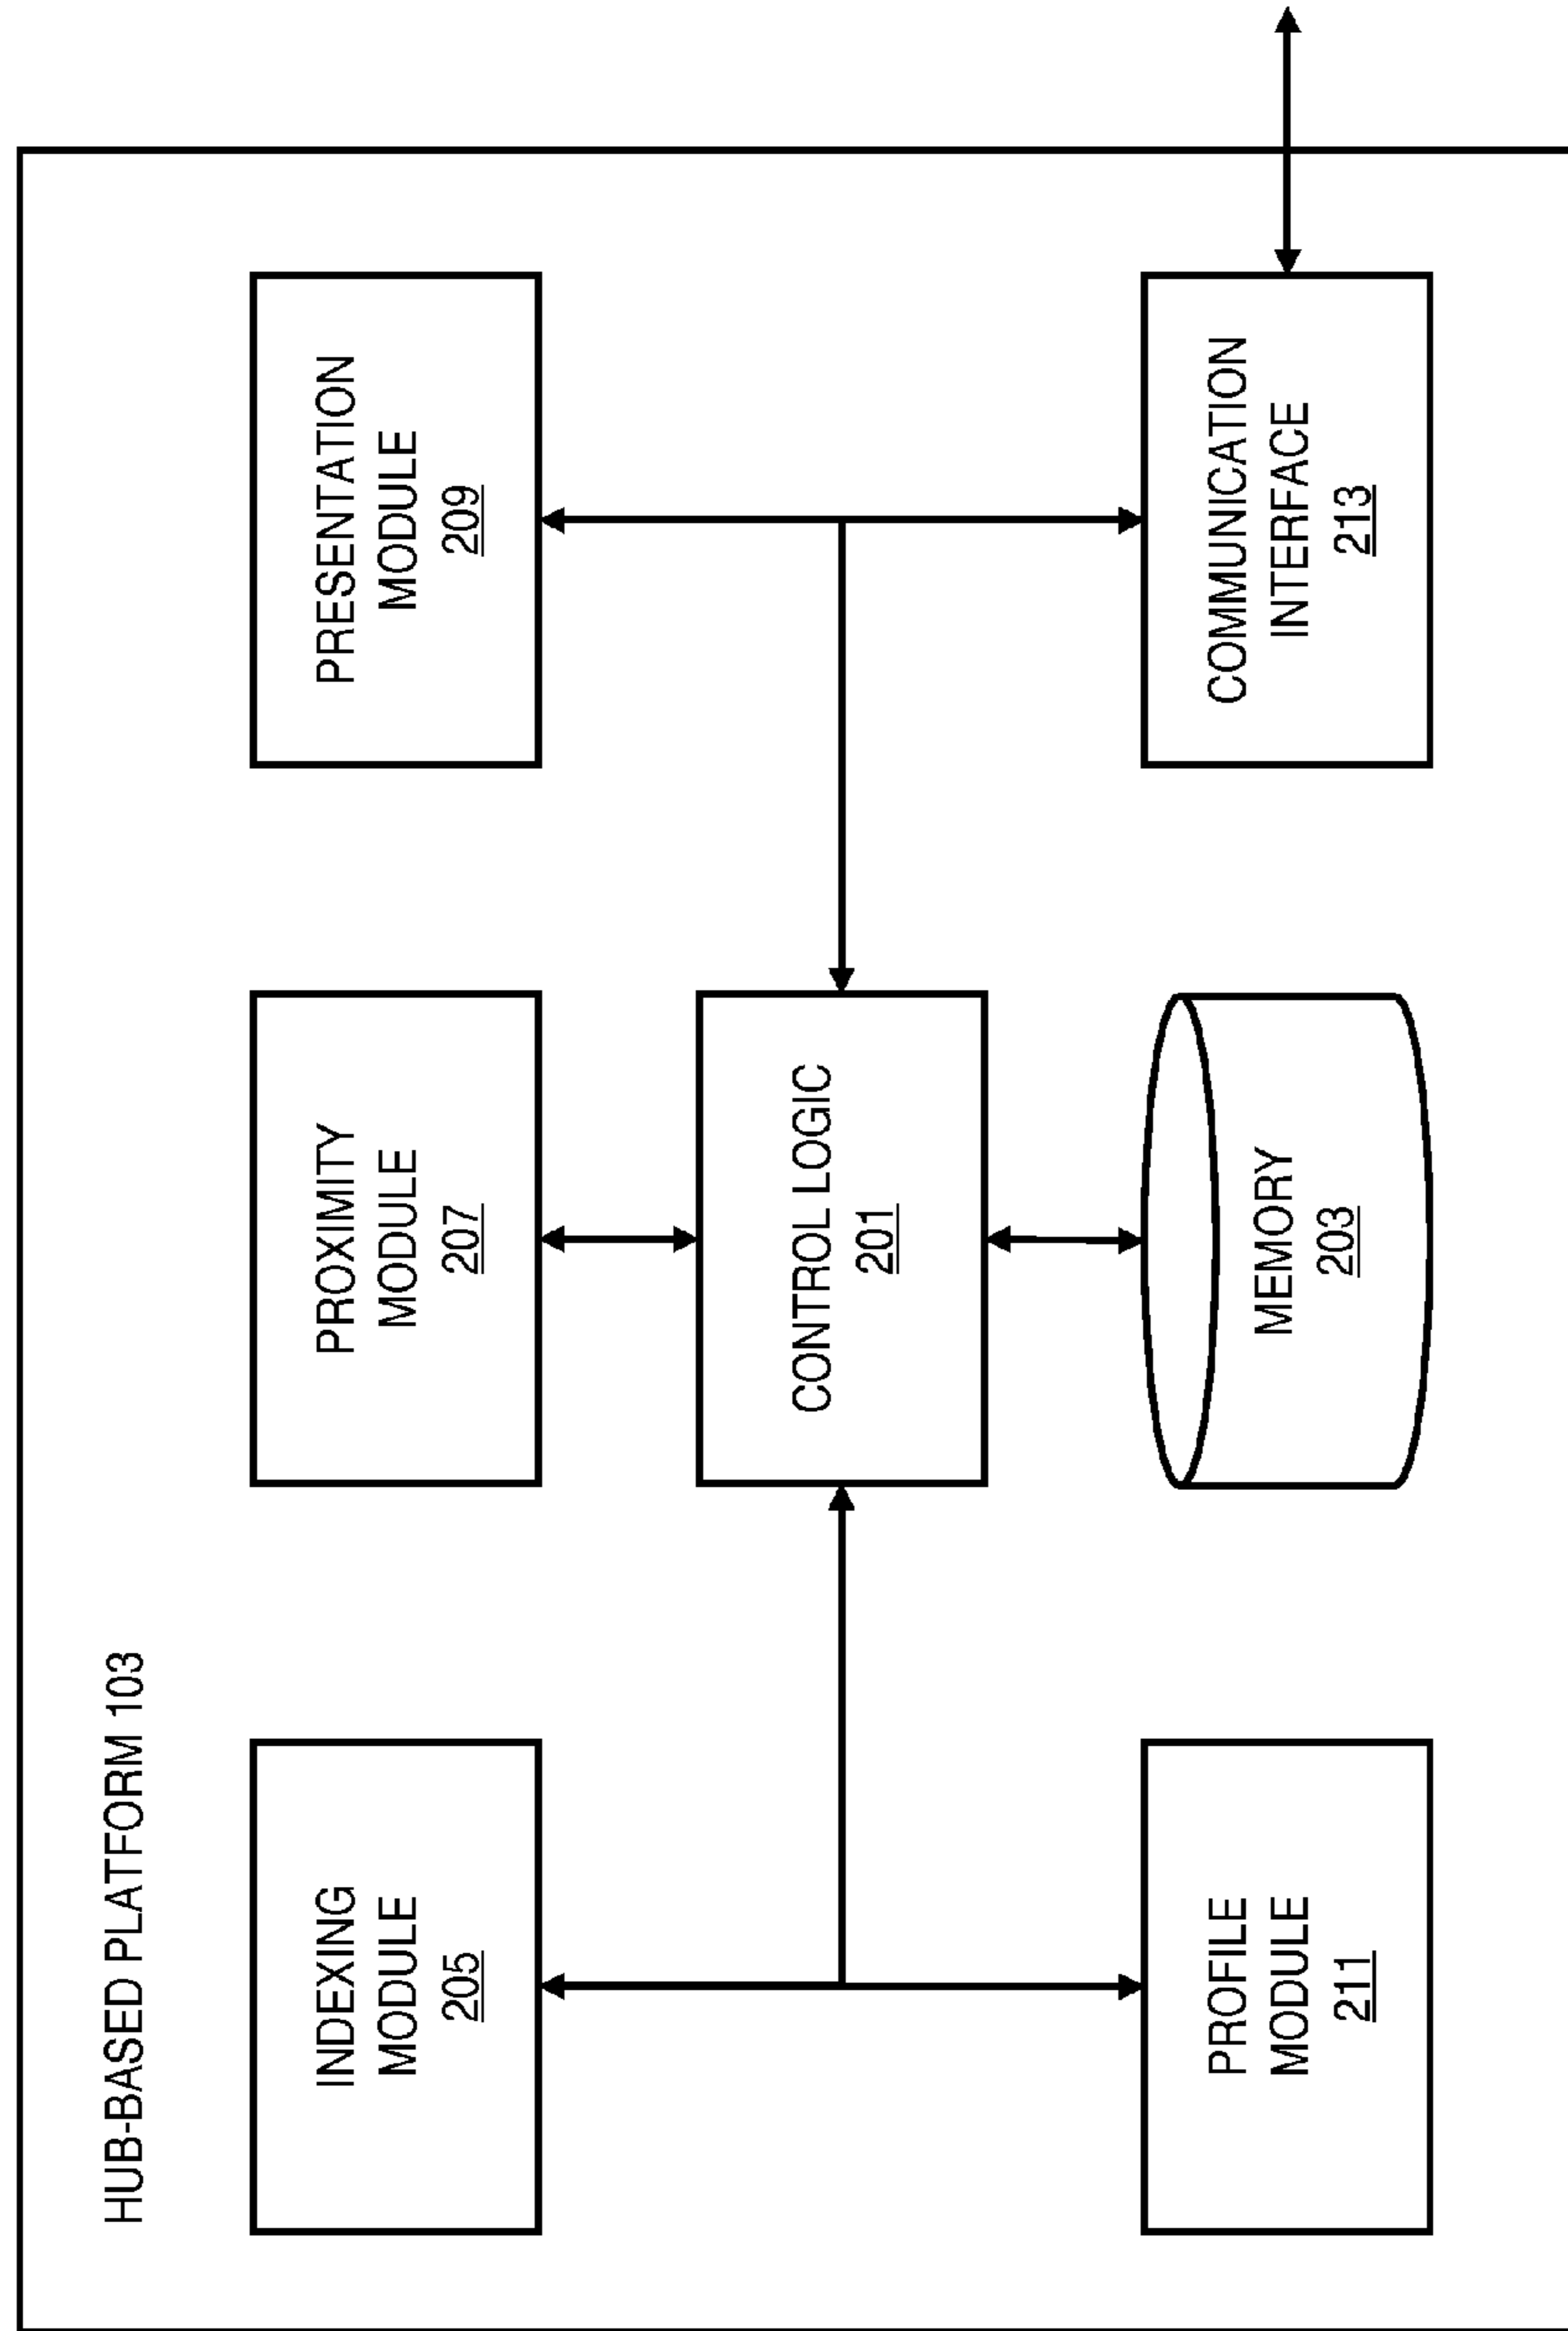 HUB-BASED PLATFORM 103
INDEXING
MODULE
205
PROXIMITY
MODULE
207
PRESENTATION
MODULE
209
CONTROL LOGIC
201
PROFILE
MODULE
211
MEMORY
203
COMMUNICATION
INTERFACE
213